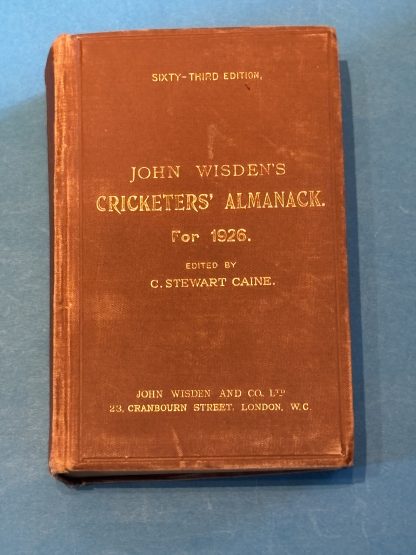 SIXTY-THIRD EDITION,
JOHN WISDEN'S
CRICKETERS' ALMANACK.
For 1926.
EDITED BY
C. STEWART CAINE.
JOHN WISDEN AND CO. LTD
23, CRANBOURN STREET, LONDON, W.C.